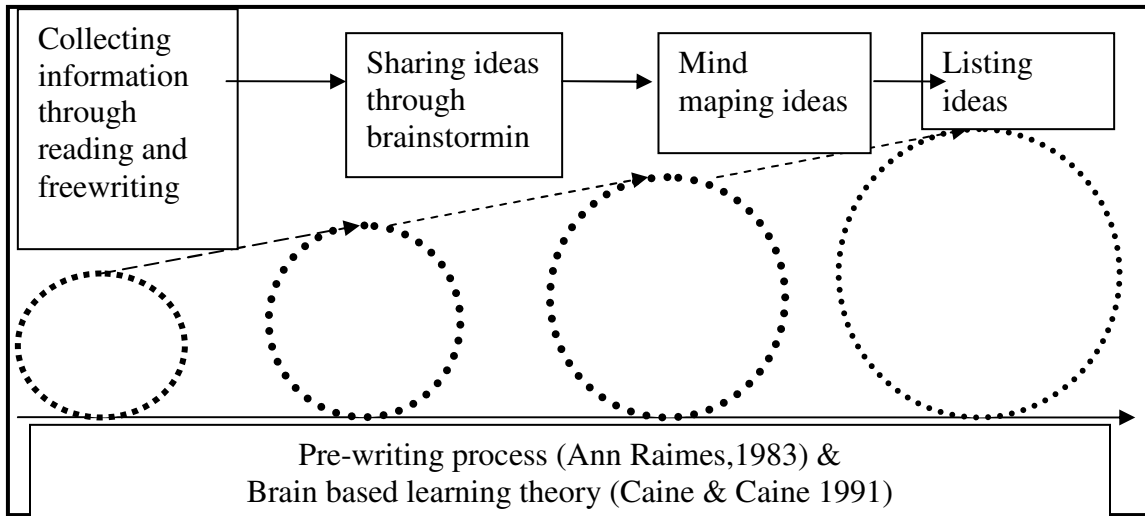 Collecting
information
through
reading and
freewriting
Sharing ideas
through
brainstormin
Mind
maping ideas
Listing
ideas
Pre-writing process (Ann Raimes,1983) &
Brain based learning theory (Caine & Caine 1991)